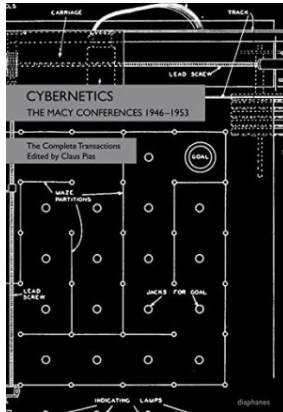 OLS
CARRIAGE
TRACK
LEAD SCREW
CYBERNETICS
THE MACY CONFERENCES 1946–1953
The Complete Transactions
Edited by Claus Pias
GOAL
MAZE
PARTITIONS
LEAD
SCREW
JACKS FOR GOAL
INDICATING LAMPS
diaphanes